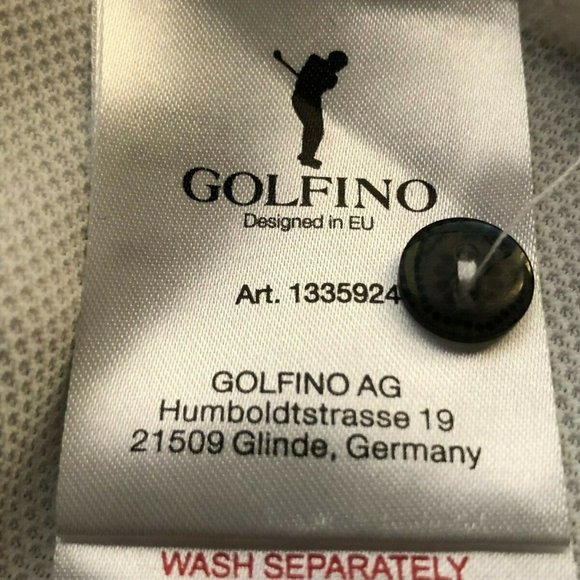 GOLFINO
Designed in EU
Art. 1335924
GOLFINO AG
Humboldtstrasse 19
21509 Glinde, Germany
WASH SEPARATELY